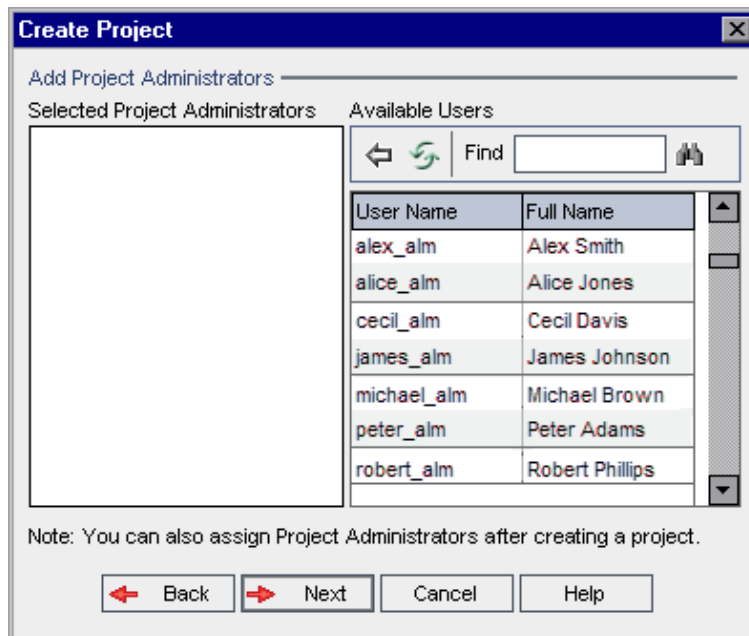 Create Project
Add Project Administrators
Selected Project Administrators
Available Users
Find
User Name Full Name
alex_alm Alex Smith
alice_alm Alice Jones
cecil_alm Cecil Davis
james_alm James Johnson
michael_alm Michael Brown
peter_alm Peter Adams
robert_alm Robert Phillips
Note: You can also assign Project Administrators after creating a project.
Back Next Cancel Help